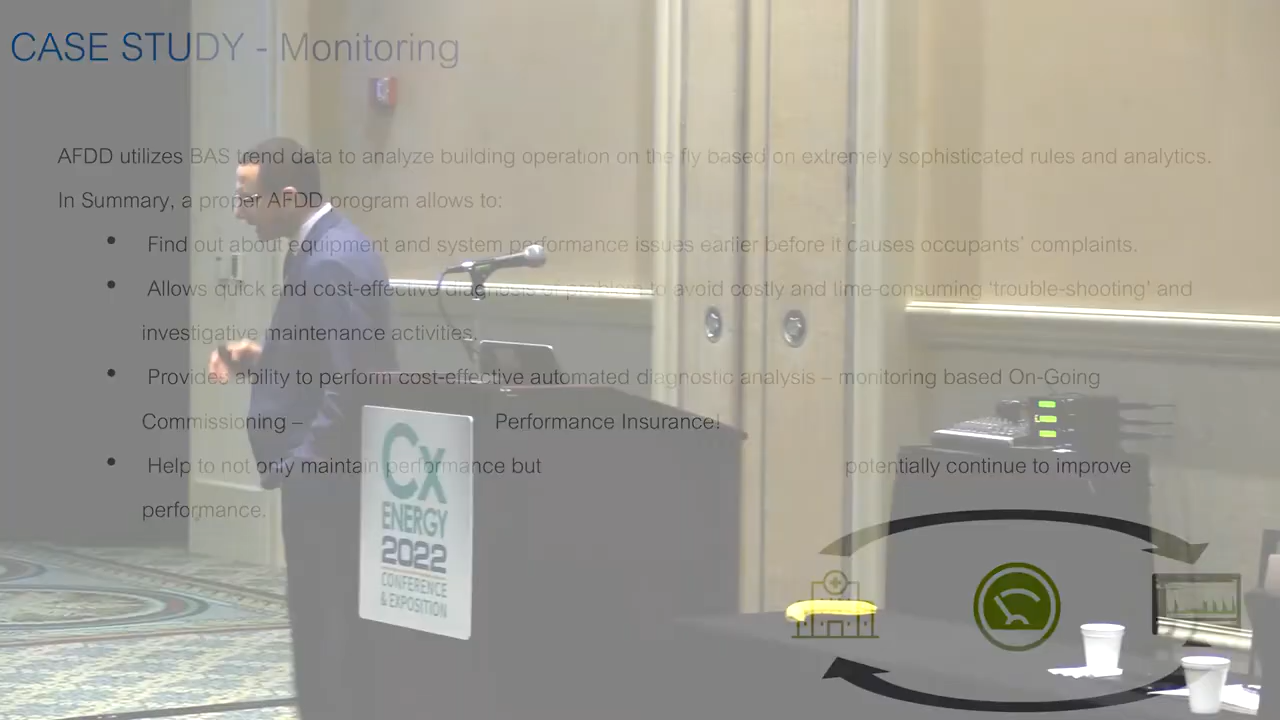 CASE STUDY - Monitoring
AFDD utilizes BAS trend data to analyze building operation on the fly based on extremely sophisticated rules and analytics.
In Summary, a proper AFDD program allows to:
• Find out about equipment and system performance issues earlier before it causes occupants' complaints.
• Allows quick and cost-effective diagnosis of problem to avoid costly and time-consuming 'trouble-shooting' and
investigative maintenance activities.
• Provides ability to perform cost-effective automated diagnostic analysis – monitoring based On-Going
Commissioning – Performance Insurance!
• Help to not only maintain performance but potentially continue to improve
performance.
Cx
ENERGY
2022
CONFERENCE
& EXPOSITION